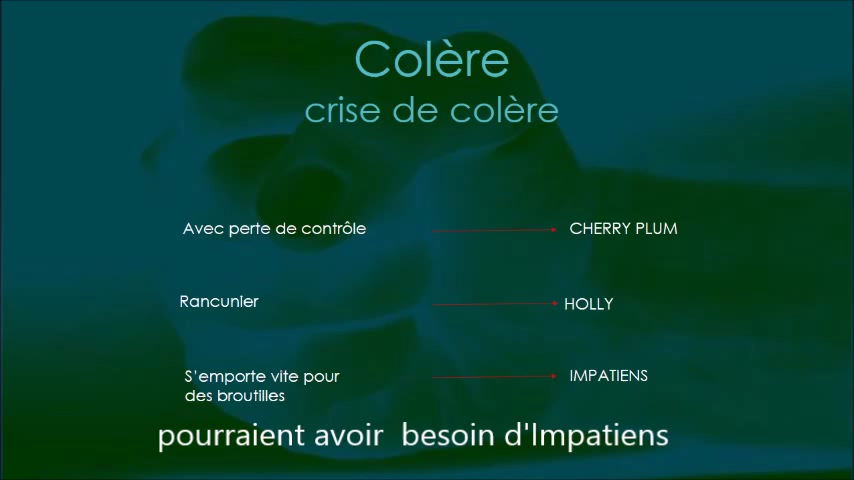 Colère
crise de colère
Avec perte de contrôle
CHERRY PLUM
Rancunier
HOLLY
S'emporte vite pour
des broutilles
IMPATIENS
pourraient avoir  besoin d'Impatiens